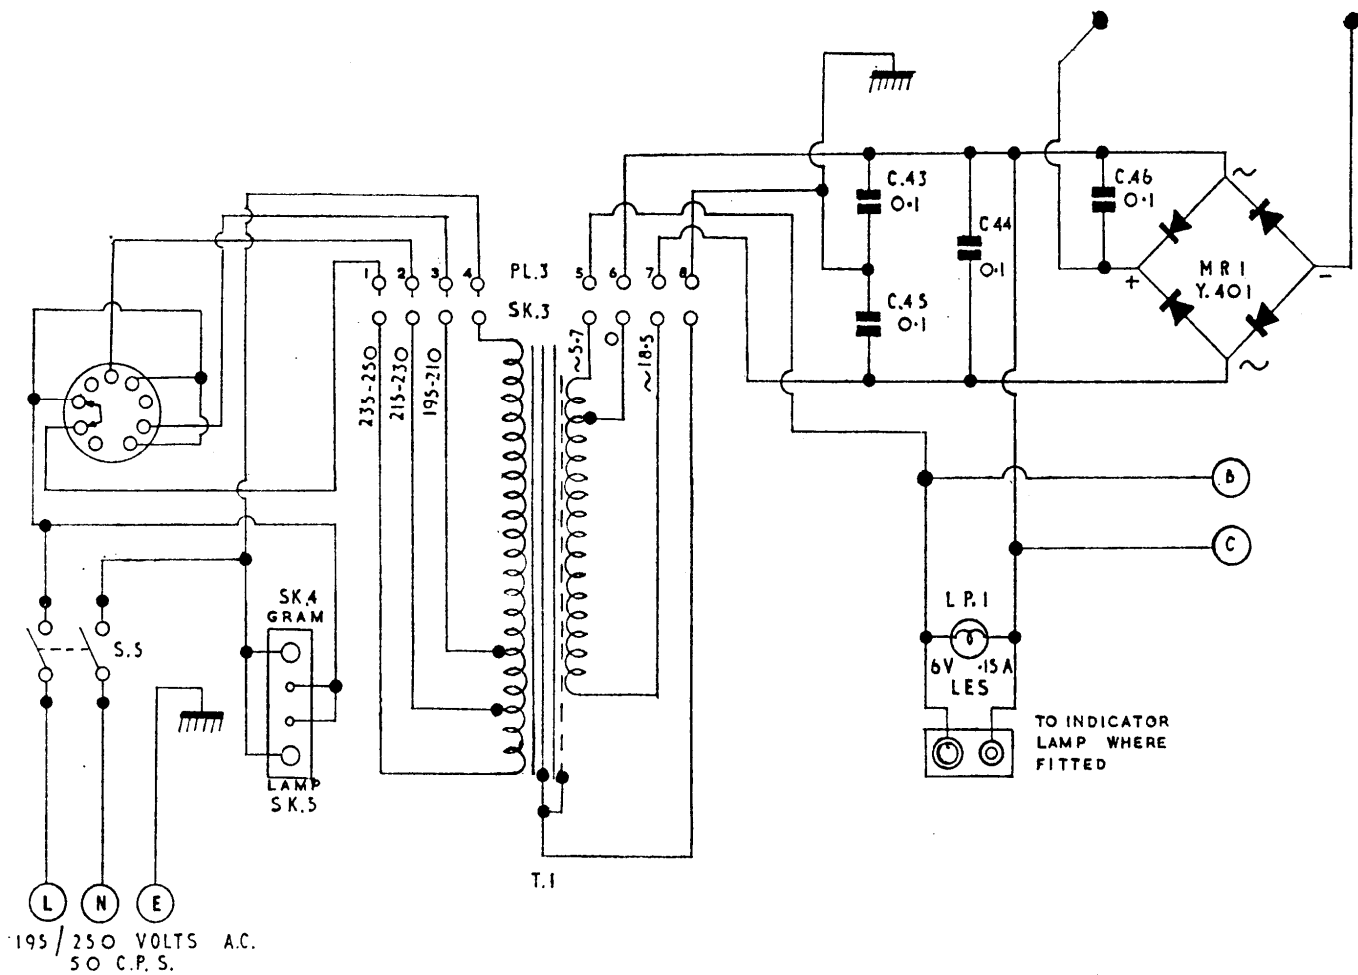 C.43
0.1
C.46
0.1
C44
0.1
1
2
3
4
PL.3
5
6
7
8
MR1
Y.401
~
+
-
~
SK.3
C.45
0.1
235-250
215-230
195-210
~5.7
0
~18.5
B
C
SK.4
GRAM
S.5
L P.1
6V .15A
LES
TO INDICATOR
LAMP WHERE
FITTED
LAMP
SK.5
T.1
L
N
E
195/250 VOLTS A.C.
50 C.P.S.